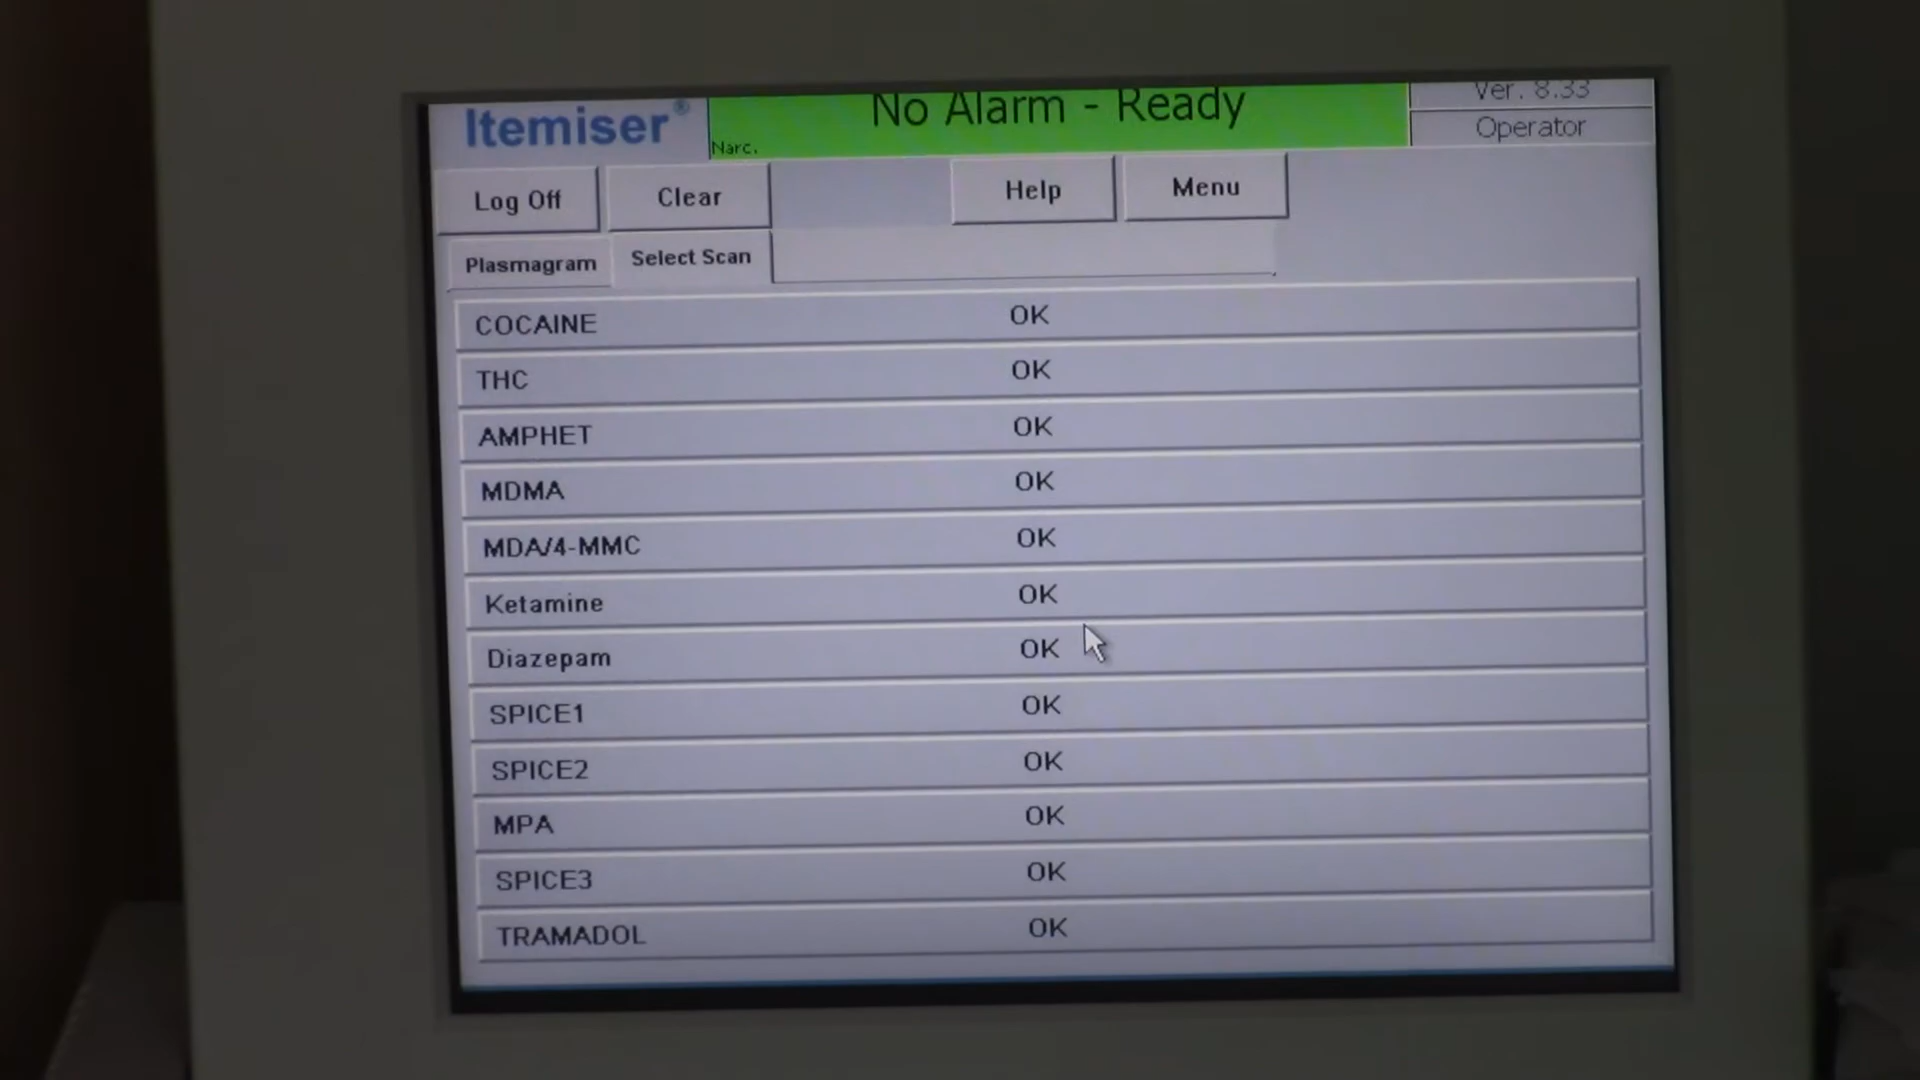 Itemiser®
No Alarm - Ready
Narc.
Ver. 8.33
Operator
Log Off
Clear
Help
Menu
Plasmagram
Select Scan
COCAINE OK
THC OK
AMPHET OK
MDMA OK
MDA/4-MMC OK
Ketamine OK
Diazepam OK
SPICE1 OK
SPICE2 OK
MPA OK
SPICE3 OK
TRAMADOL OK